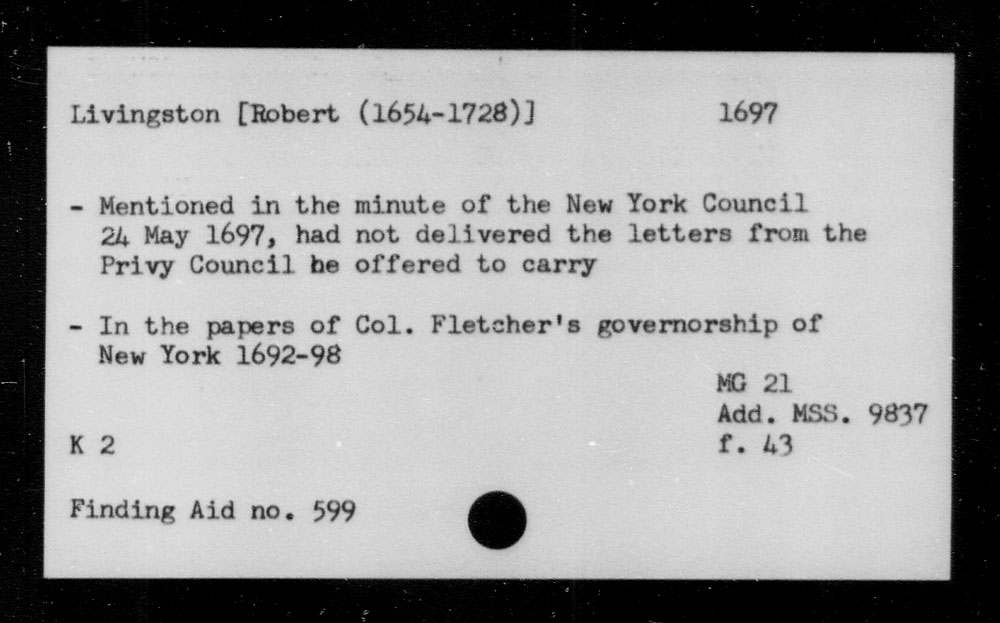 Livingston [Robert (1654-1728)] 1697
- Mentioned in the minute of the New York Council
24 May 1697, had not delivered the letters from the
Privy Council he offered to carry
- In the papers of Col. Fletcher's governorship of
New York 1692-98
MG 21
Add. MSS. 9837
K 2 f. 43
Finding Aid no. 599